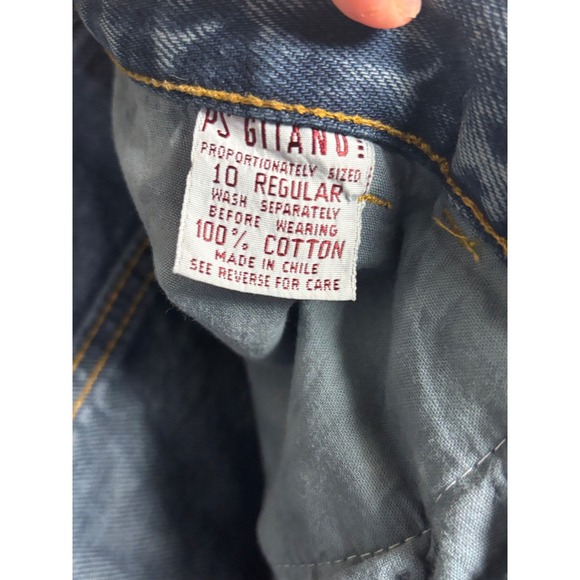 PS GITANO
PROPORTIONATELY SIZED
10 REGULAR
WASH SEPARATELY
BEFORE WEARING
100% COTTON
MADE IN CHILE
SEE REVERSE FOR CARE